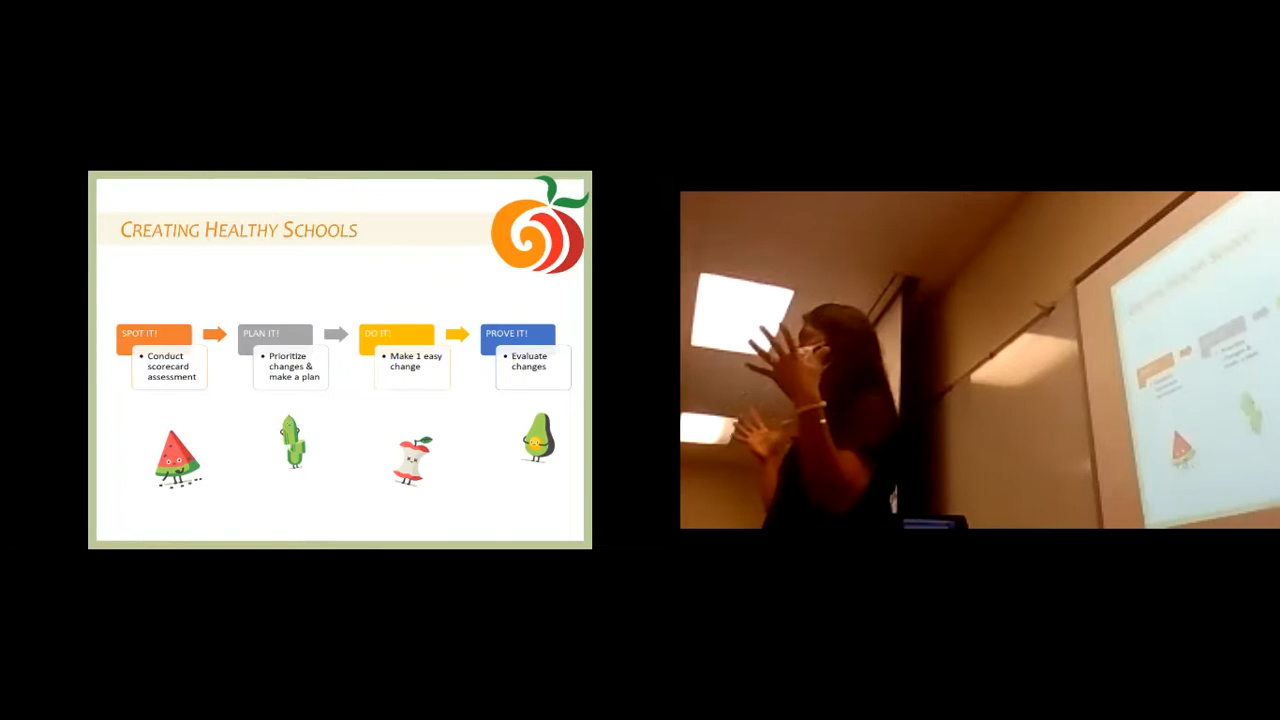 CREATING HEALTHY SCHOOLS
SPOT IT!
• Conduct
scorecard
assessment
PLAN IT!
• Prioritize
changes &
make a plan
DO IT!
• Make 1 easy
change
PROVE IT!
• Evaluate
changes